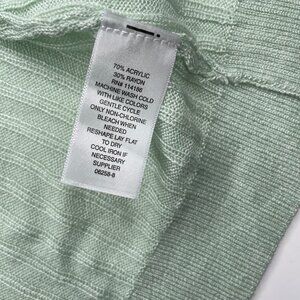 70% ACRYLIC
30% RAYON
RN# 114186
MACHINE WASH COLD
WITH LIKE COLORS
GENTLE CYCLE
ONLY NON-CHLORINE
BLEACH WHEN
NEEDED
RESHAPE LAY FLAT
TO DRY
COOL IRON IF
NECESSARY
SUPPLIER
06258-8